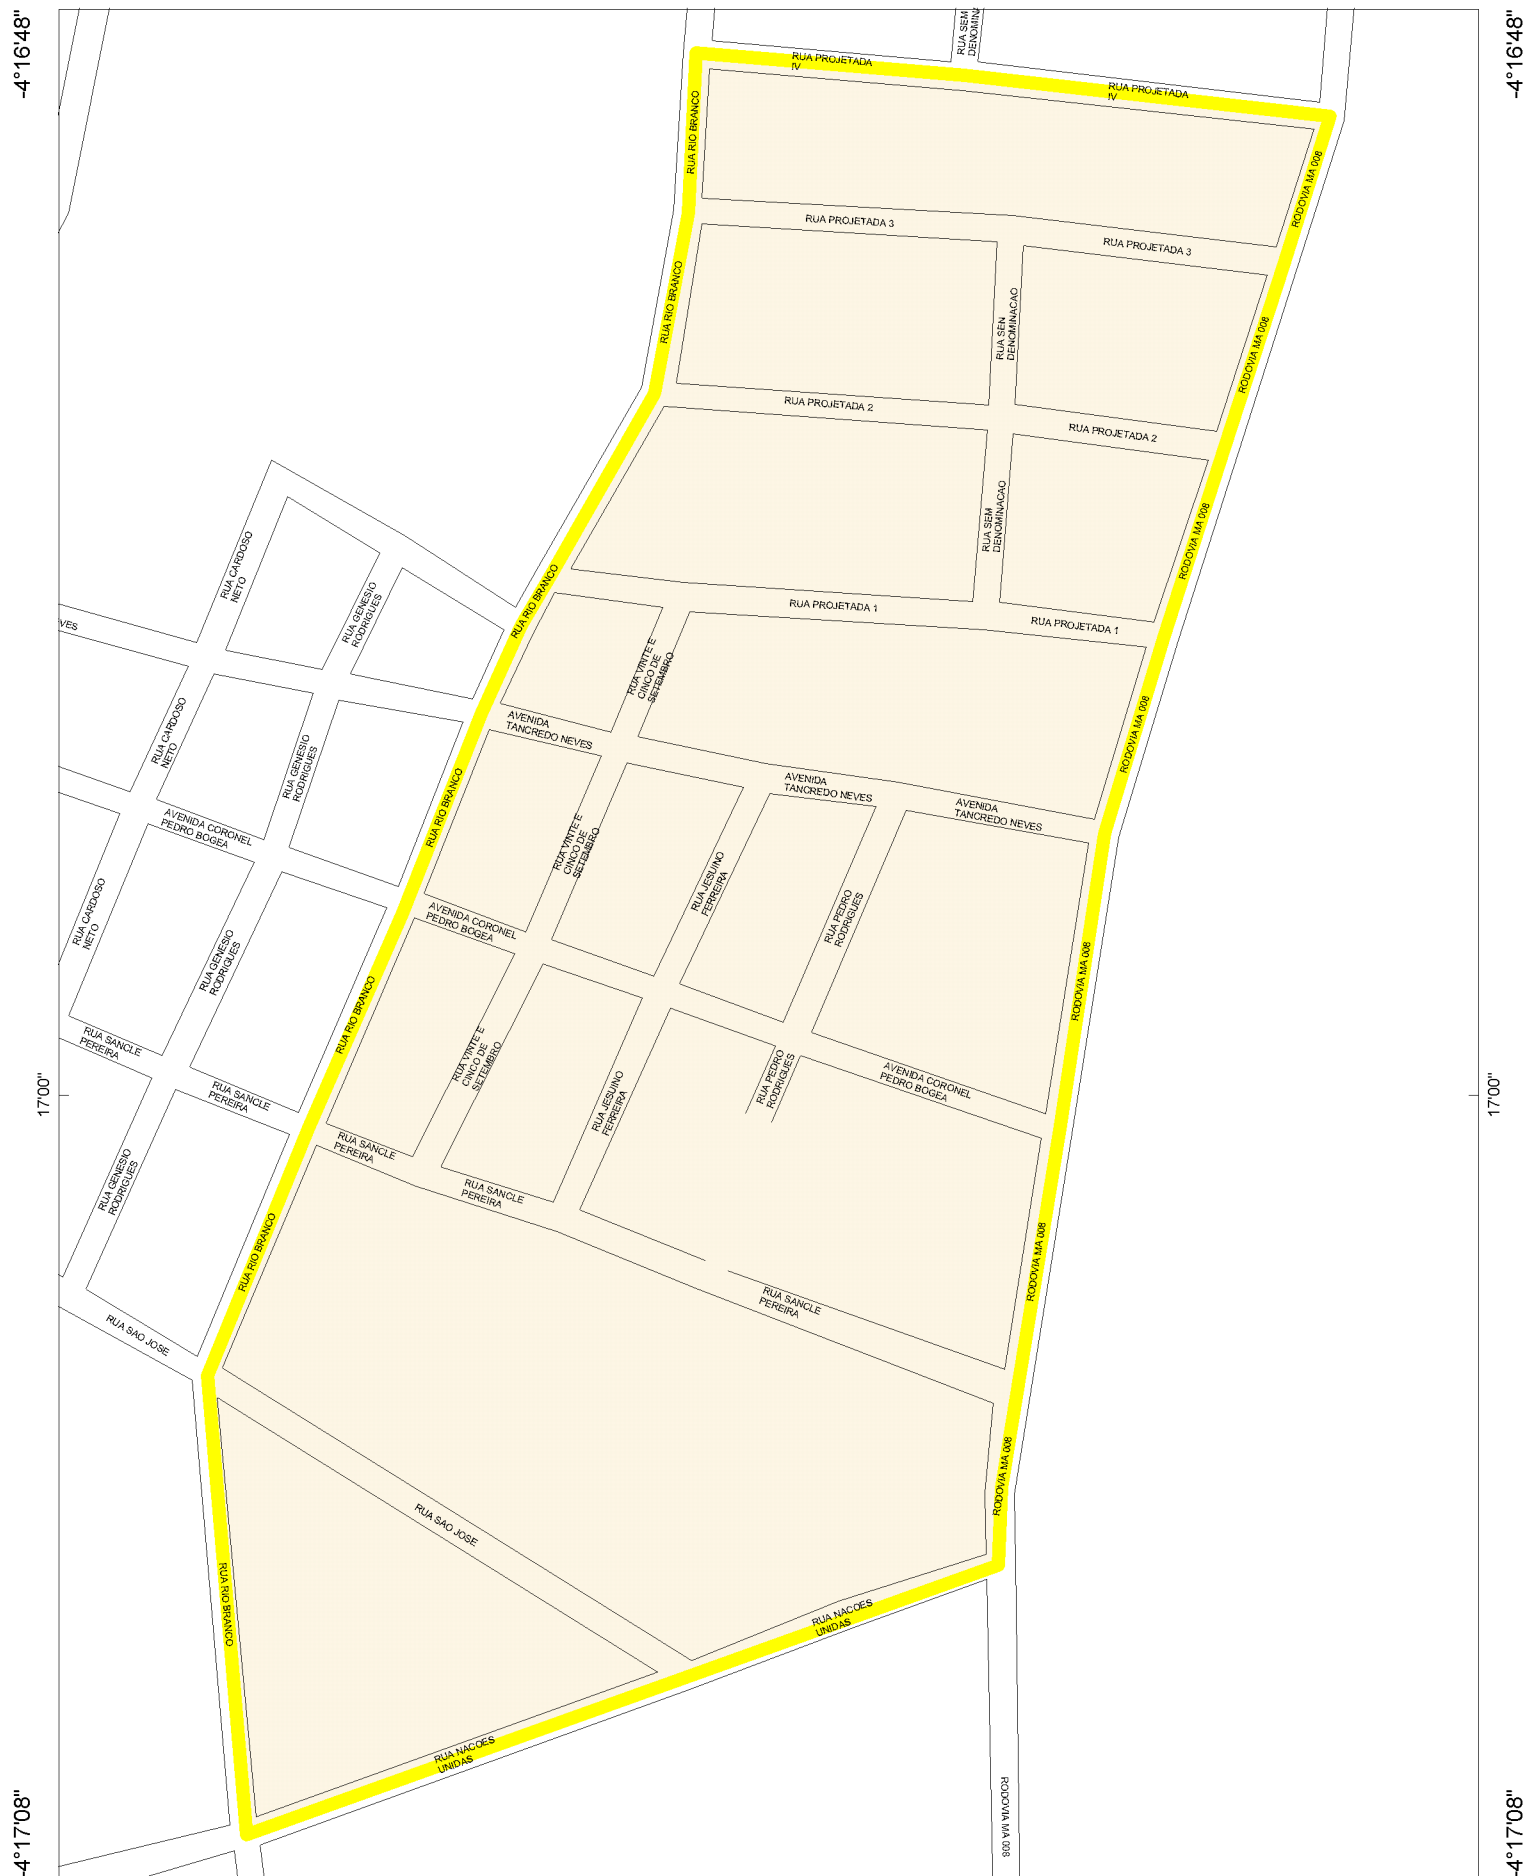 -4°16'48"
-4°16'48"
RUA SEM
DENOMIN
RUA PROJETADA
IV
RUA PROJETADA
IV
RUA RIO BRANCO
RODOVIA MA 008
RUA PROJETADA 3
RUA PROJETADA 3
RUA RIO BRANCO
RUA SEN
DENOMINACAO
RODOVIA MA 008
RUA PROJETADA 2
RUA PROJETADA 2
RUA SEM
DENOMINACAO
RODOVIA MA 008
RUA CARDOSO
NETO
RUA GENESIO
RODRIGUES
RUA RIO BRANCO
RUA PROJETADA 1
RUA PROJETADA 1
VES
RUA VINTE E
CINCO DE
SETEMBRO
RUA CARDOSO
NETO
AVENIDA
TANCREDO NEVES
RODOVIA MA 008
RUA GENESIO
RODRIGUES
AVENIDA
TANCREDO NEVES
AVENIDA
TANCREDO NEVES
RUA RIO BRANCO
AVENIDA CORONEL
PEDRO BOGEA
RUA VINTE E
CINCO DE
SETEMBRO
RUA JESUINO
FERREIRA
RUA PEDRO
RODRIGUES
RUA CARDOSO
NETO
AVENIDA CORONEL
PEDRO BOGEA
RUA GENESIO
RODRIGUES
RODOVIA MA 008
RUA RIO BRANCO
RUA SANCLE
PEREIRA
RUA VINTE E
CINCO DE
SETEMBRO
RUA PEDRO
RODRIGUES
AVENIDA CORONEL
PEDRO BOGEA
17'00"
17'00"
RUA SANCLE
PEREIRA
RUA JESUINO
FERREIRA
RUA SANCLE
PEREIRA
RUA GENESIO
RODRIGUES
RUA SANCLE
PEREIRA
RUA RIO BRANCO
RODOVIA MA 008
RUA SANCLE
PEREIRA
RUA SAO JOSE
RODOVIA MA 008
RUA SAO JOSE
RUA RIO BRANCO
RUA NACOES
UNIDAS
RUA NACOES
UNIDAS
RODOVIA MA 008
-4°17'08"
-4°17'08"